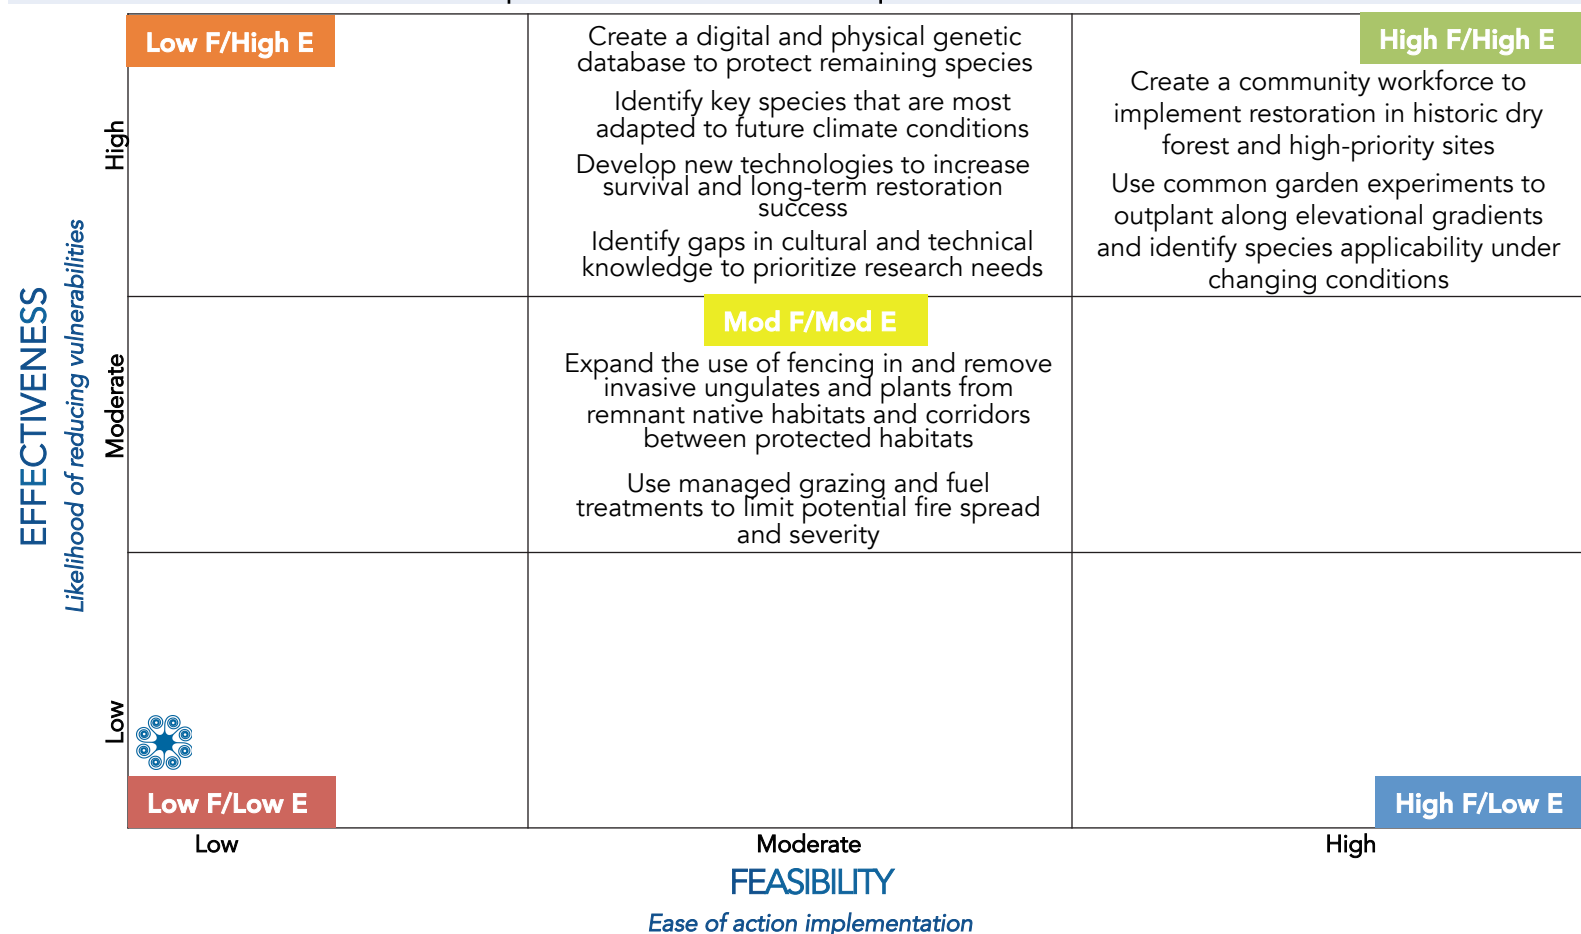 Low F/High E
Create a digital and physical genetic
database to protect remaining species
Identify key species that are most
adapted to future climate conditions
Develop new technologies to increase
survival and long-term restoration
success
Identify gaps in cultural and technical
knowledge to prioritize research needs
High F/High E
Create a community workforce to
implement restoration in historic dry
forest and high-priority sites
Use common garden experiments to
outplant along elevational gradients
and identify species applicability under
changing conditions
High
EFFECTIVENESS
Likelihood of reducing vulnerabilities
Moderate
Mod F/Mod E
Expand the use of fencing in and remove
invasive ungulates and plants from
remnant native habitats and corridors
between protected habitats
Use managed grazing and fuel
treatments to limit potential fire spread
and severity
Low
Low F/Low E
High F/Low E
Low
Moderate
High
FEASIBILITY
Ease of action implementation